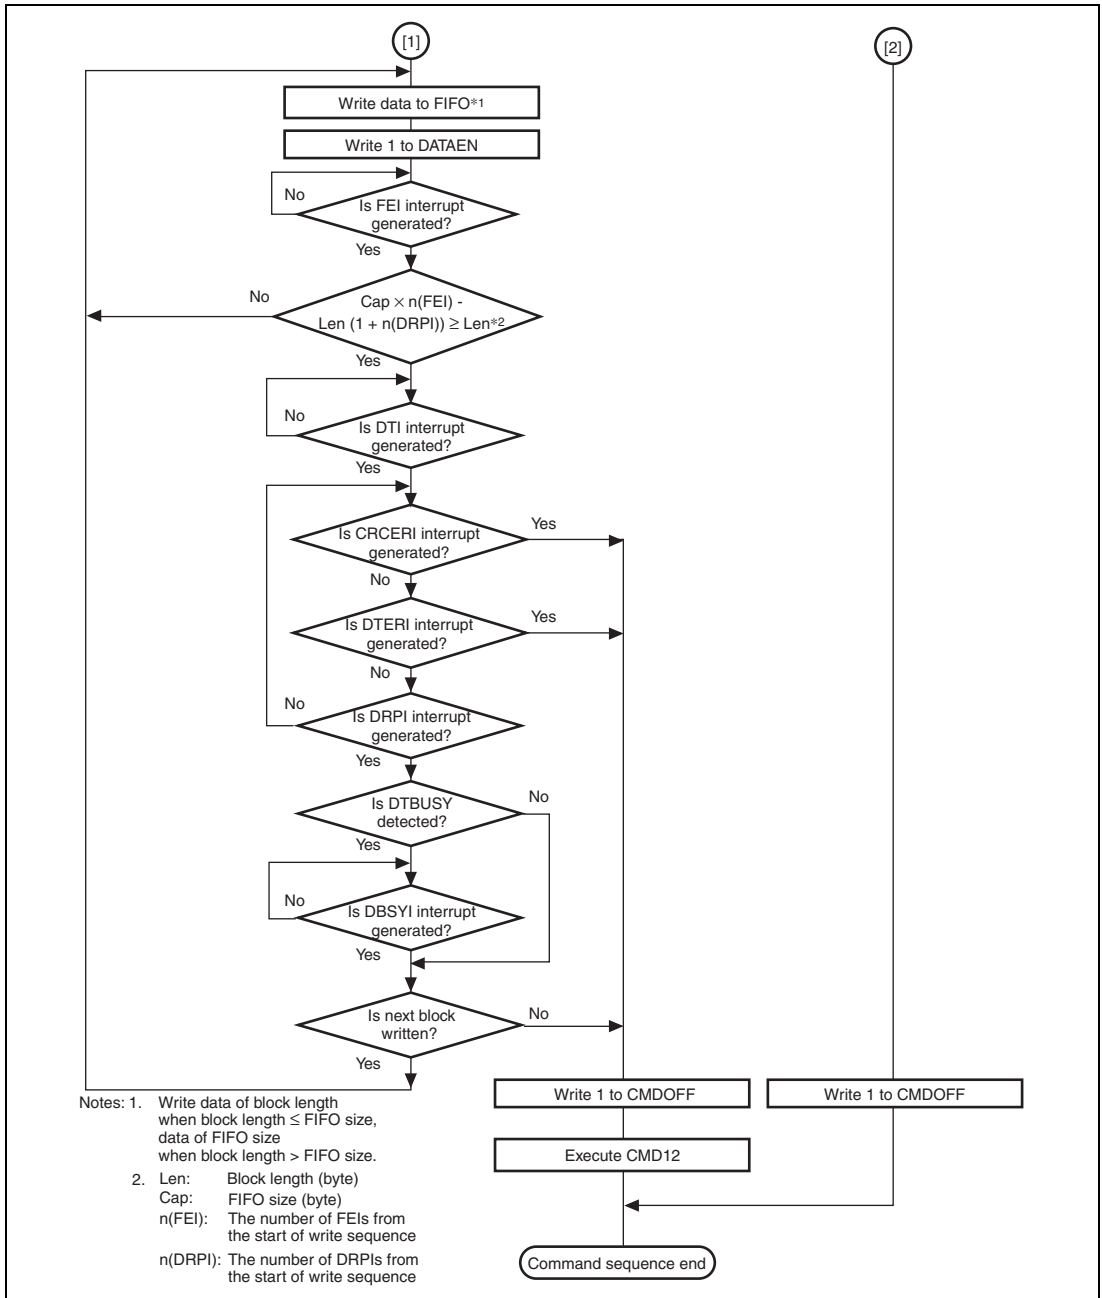 [1]
[2]
Write data to FIFO*1
Write 1 to DATAEN
No
Is FEI interrupt
generated?
Yes
No
Cap × n(FEI) -
Len (1 + n(DRPI)) ≥ Len*2
Yes
No
Is DTI interrupt
generated?
Yes
Is CRCERI interrupt
generated?
Yes
No
Is DTERI interrupt
generated?
Yes
No
No
Is DRPI interrupt
generated?
Yes
Is DTBUSY
detected?
No
Yes
No
Is DBSYI interrupt
generated?
Yes
Is next block
written?
No
Yes
Write 1 to CMDOFF
Write 1 to CMDOFF
Execute CMD12
Command sequence end
Notes: 1. Write data of block length
when block length ≤ FIFO size,
data of FIFO size
when block length > FIFO size.
2. Len: Block length (byte)
Cap: FIFO size (byte)
n(FEI): The number of FEIs from
the start of write sequence
n(DRPI): The number of DRPIs from
the start of write sequence